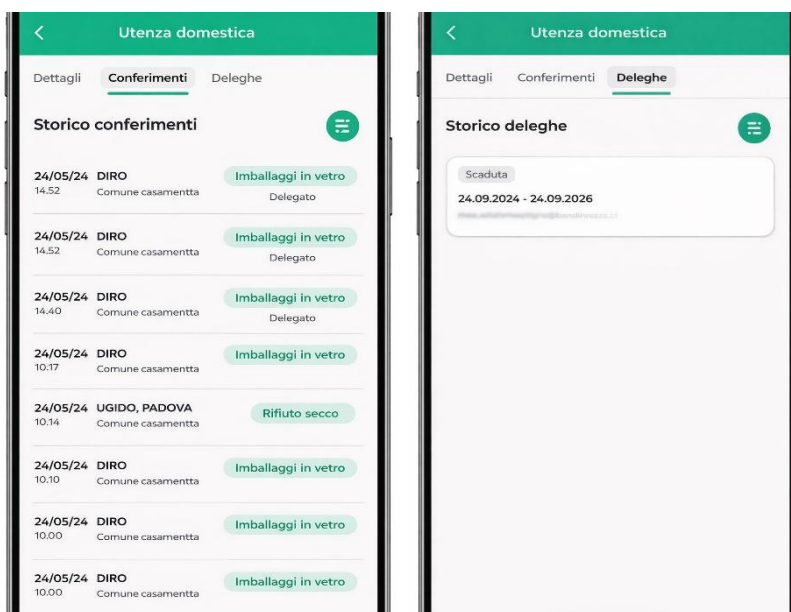 Utenza domestica
Dettagli Conferimenti Deleghe
Storico conferimenti
24/05/24 DIRO Imballaggi in vetro
14.52 Comune casamentta Delegato
24/05/24 DIRO Imballaggi in vetro
14.52 Comune casamentta Delegato
24/05/24 DIRO Imballaggi in vetro
14.40 Comune casamentta Delegato
24/05/24 DIRO Imballaggi in vetro
10.17 Comune casamentta
24/05/24 UGIDO, PADOVA Rifiuto secco
10.14 Comune casamentta
24/05/24 DIRO Imballaggi in vetro
10.10 Comune casamentta
24/05/24 DIRO Imballaggi in vetro
10.00 Comune casamentta
24/05/24 DIRO Imballaggi in vetro
10.00 Comune casamentta
Utenza domestica
Dettagli Conferimenti Deleghe
Storico deleghe
Scaduta
24.09.2024 - 24.09.2026